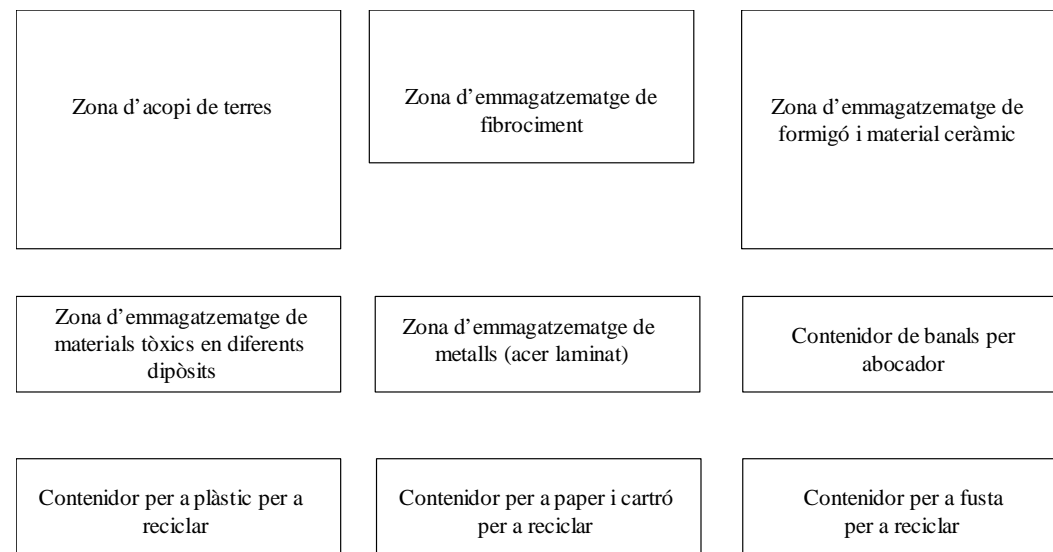 Zona d’acopi de terres
Zona d’emmagatzematge de
fibrociment
Zona d’emmagatzematge de
formigó i material ceràmic
Zona d’emmagatzematge de
materials tòxics en diferents
dipòsits
Zona d’emmagatzematge de
metalls (acer laminat)
Contenidor de banals per
abocador
Contenidor per a plàstic per a
reciclar
Contenidor per a paper i cartró
per a reciclar
Contenidor per a fusta
per a reciclar